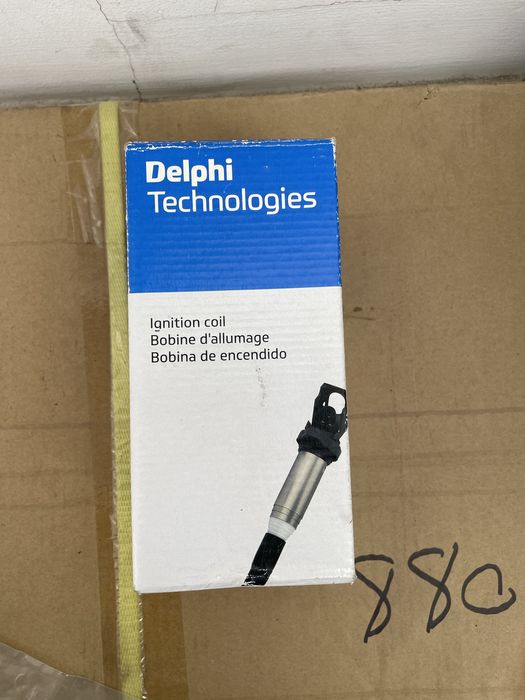 Delphi
Technologies
Ignition coil
Bobine d'allumage
Bobina de encendido
880